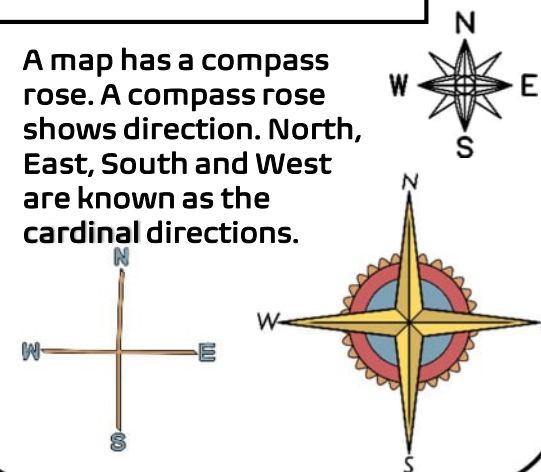 A map has a compass
rose. A compass rose
shows direction. North,
East, South and West
are known as the
cardinal directions.
N
W E
S
N
W
S
N
W E
S